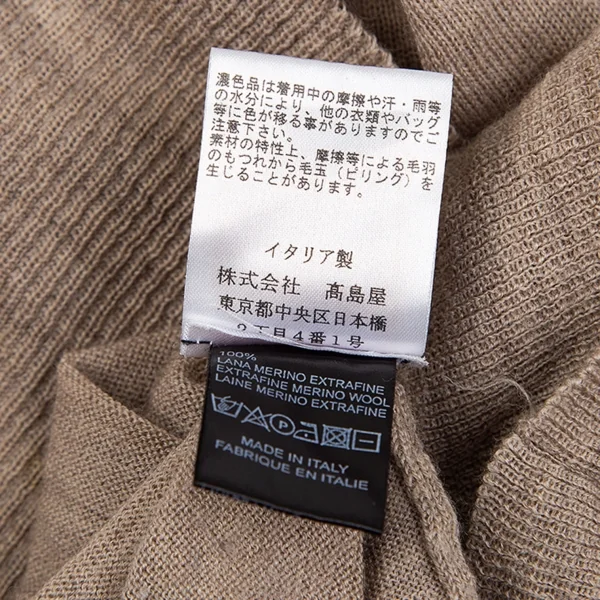 濃色品は着用中の摩擦や汗・雨等
の水分により、他の衣類やバッグ
等に色が移る事がありますのでご
注意下さい。
素材の特性上、摩擦等による毛羽
のもつれから毛玉(ピリング)を
生じることがあります。
イタリア製
株式会社 髙島屋
東京都中央区日本橋
2丁目4番1号
100%
LANA MERINO EXTRAFINE
EXTRAFINE MERINO WOOL
LAINE MERINO EXTRAFINE
MADE IN ITALY
FABRIQUE EN ITALIE